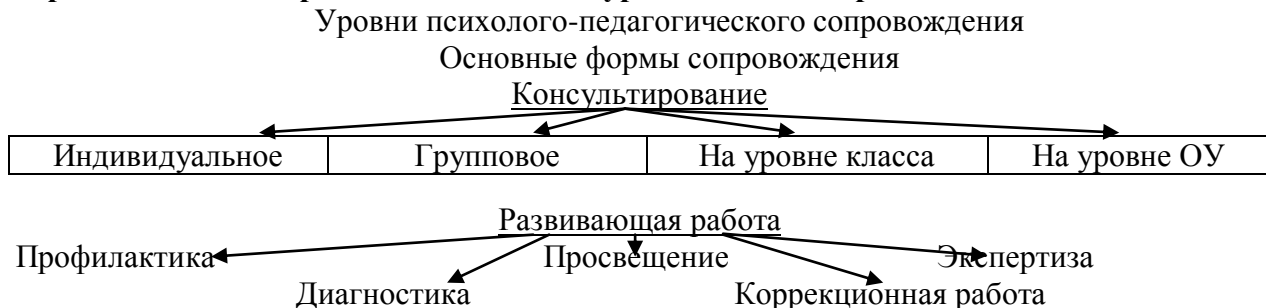 Уровни психолого-педагогического сопровождения
Основные формы сопровождения
Консультирование
Индивидуальное Групповое На уровне класса На уровне ОУ
Развивающая работа
Профилактика Просвещение Экспертиза
Диагностика Коррекционная работа